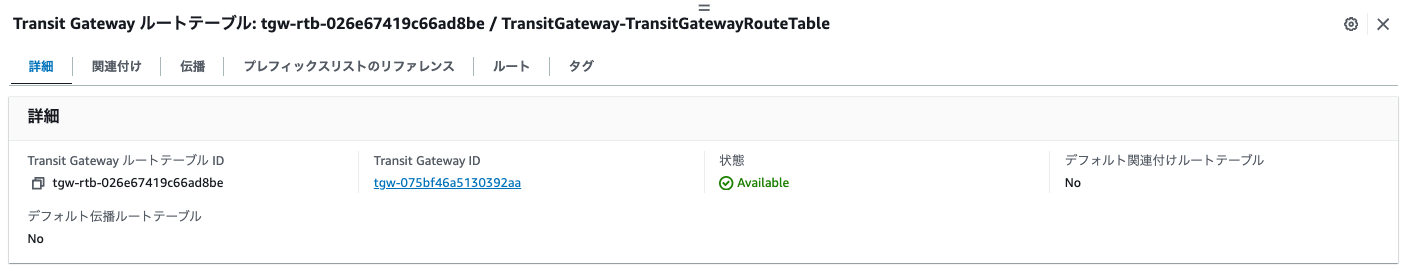 Transit Gateway ルートテーブル: tgw-rtb-026e67419c66ad8be / TransitGateway-TransitGatewayRouteTable
詳細 関連付け 伝播 プレフィックスリストのリファレンス ルート タグ
詳細
Transit Gateway ルートテーブル ID
tgw-rtb-026e67419c66ad8be
Transit Gateway ID
tgw-075bf46a5130392aa
状態
Available
デフォルト関連付けルートテーブル
No
デフォルト伝播ルートテーブル
No